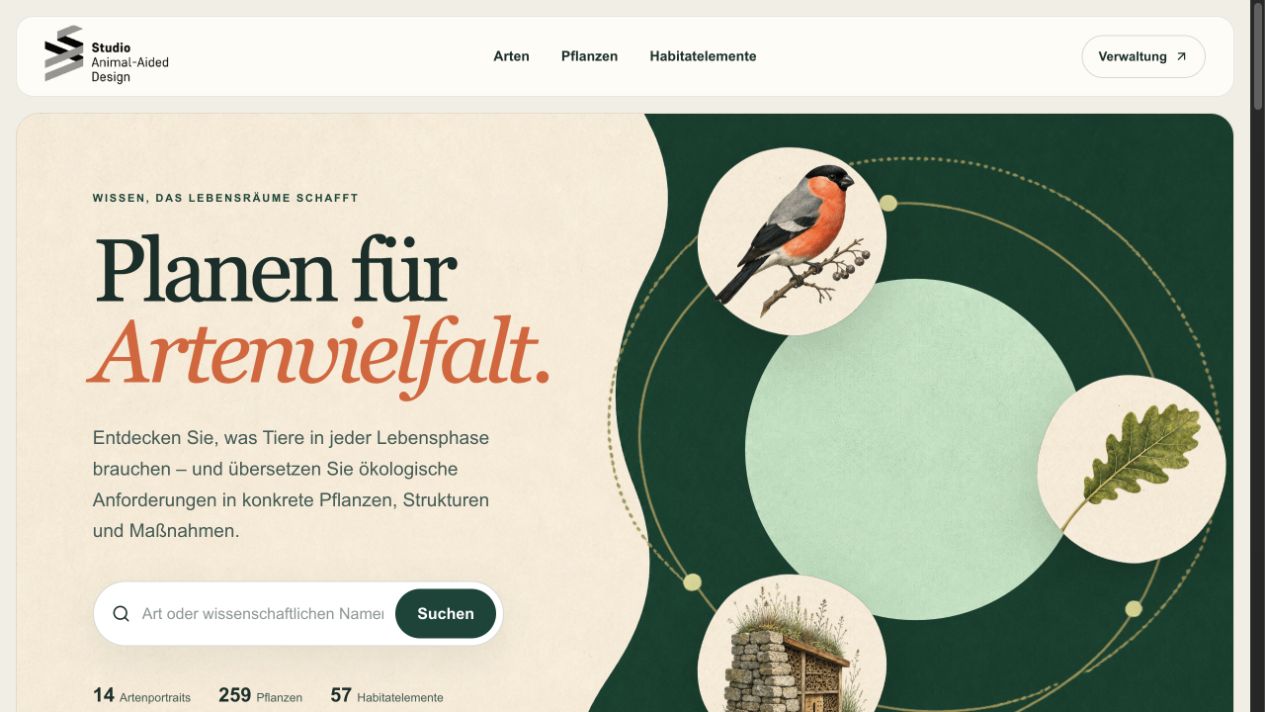 Studio
Animal-Aided
Design
Arten
Pflanzen
Habitatelemente
Verwaltung
WISSEN, DAS LEBENSRÄUME SCHAFFT
Planen für
Artenvielfalt.
Entdecken Sie, was Tiere in jeder Lebensphase
brauchen – und übersetzen Sie ökologische
Anforderungen in konkrete Pflanzen, Strukturen
und Maßnahmen.
Art oder wissenschaftlichen Namen
Suchen
14 Artenportraits
259 Pflanzen
57 Habitatelemente